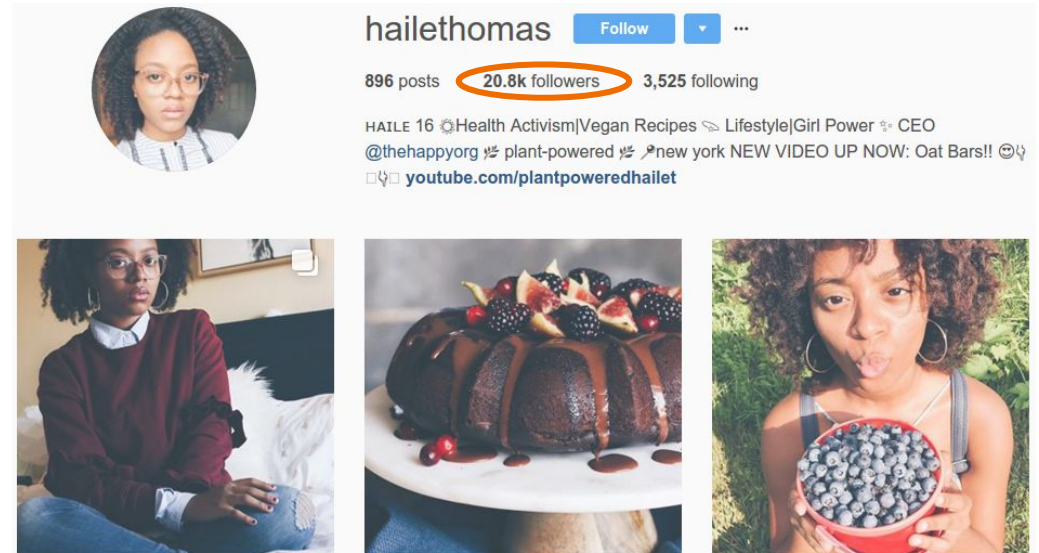 hailethomas Follow ...
896 posts 20.8k followers 3,525 following
HAILE 16 Health Activism|Vegan Recipes Lifestyle|Girl Power CEO
@thehappyorg plant-powered new york NEW VIDEO UP NOW: Oat Bars!! 😍
youtube.com/plantpoweredhailet